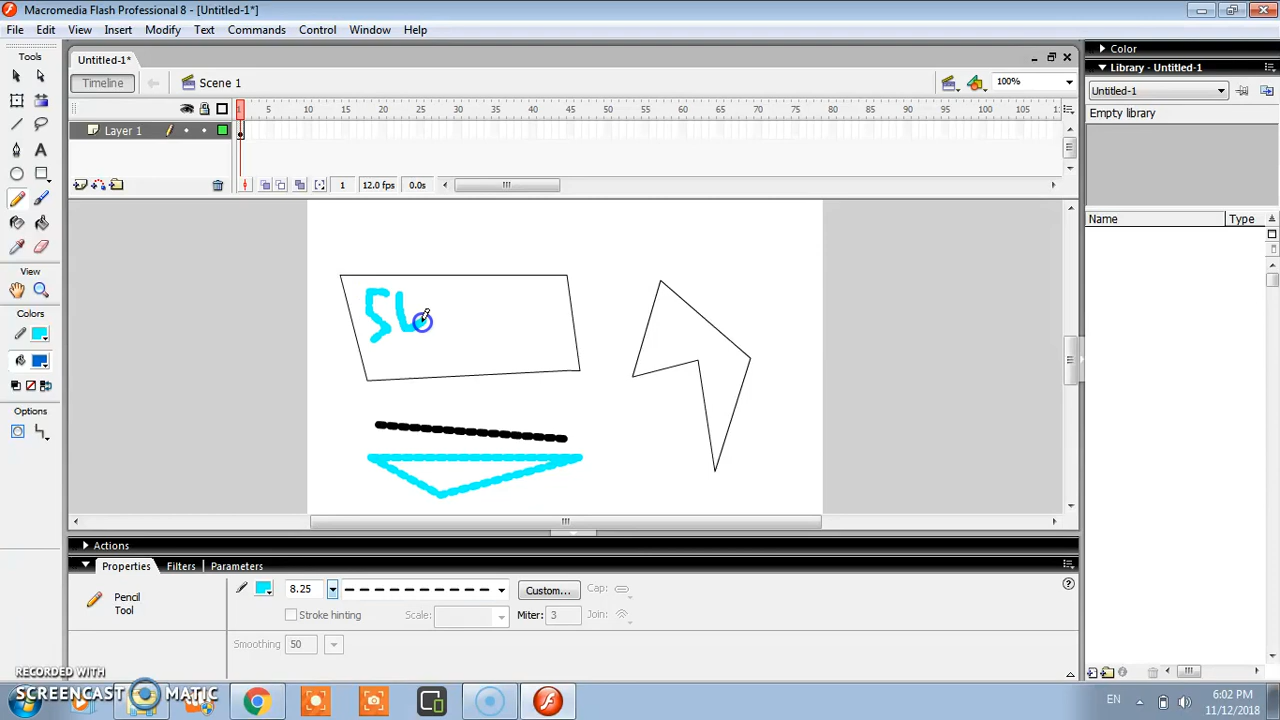 Macromedia Flash Professional 8 - [Untitled-1*]
File Edit View Insert Modify Text Commands Control Window Help
Tools
Untitled-1*
Color
Library - Untitled-1
Timeline
Scene 1
100%
Untitled-1
5 10 15 20 25 30 35 40 45 50 55 60 65 70 75 80 85 90 95 100 105
Empty library
Layer 1
1 12.0 fps 0.0s
Name Type
View
Colors
Options
Actions
Properties Filters Parameters
Pencil
Tool
8.25
Custom...
Cap:
Stroke hinting
Scale:
Miter: 3
Join:
Smoothing 50
RECORDED WITH
SCREENCAST MATIC
EN
6:02 PM
11/12/2018